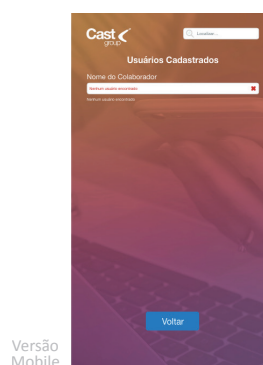 Cast
group
Localizar...
Usuários Cadastrados
Nome do Colaborador
Nenhum usuário encontrado
Nenhum usuário encontrado
Voltar
Versão
Mobile